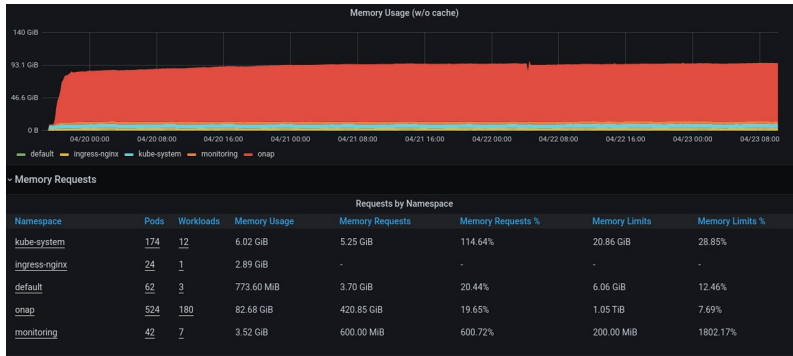 Memory Usage (w/o cache)
140 GiB
93.1 GiB
46.6 GiB
0 B
04/20 00:00 04/20 08:00 04/20 16:00 04/21 00:00 04/21 08:00 04/21 16:00 04/22 00:00 04/22 08:00 04/22 16:00 04/23 00:00 04/23 08:00
default ingress-nginx kube-system monitoring onap
Memory Requests
Requests by Namespace
Namespace Pods Workloads Memory Usage Memory Requests Memory Requests % Memory Limits Memory Limits %
kube-system 174 12 6.02 GiB 5.25 GiB 114.64% 20.86 GiB 28.85%
ingress-nginx 24 1 2.89 GiB - - - -
default 62 3 773.60 MiB 3.70 GiB 20.44% 6.06 GiB 12.46%
onap 524 180 82.68 GiB 420.85 GiB 19.65% 1.05 TiB 7.69%
monitoring 42 7 3.52 GiB 600.00 MiB 600.72% 200.00 MiB 1802.17%